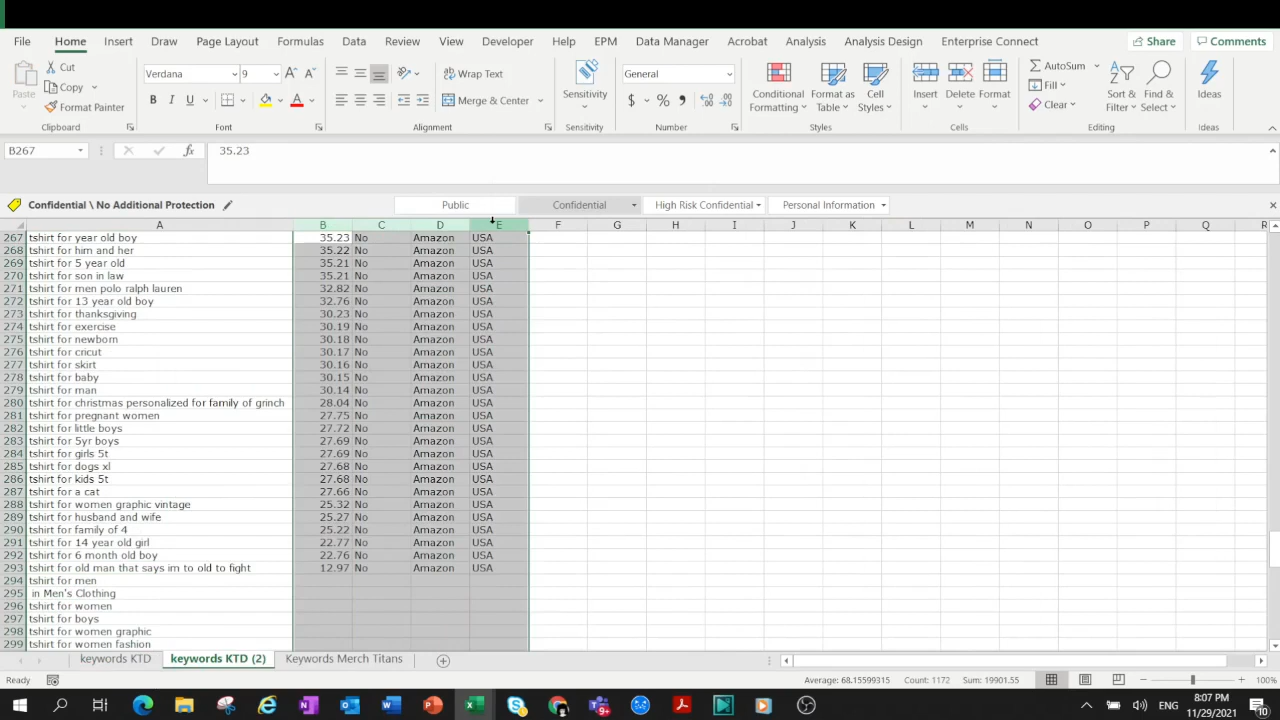 File Home Insert Draw Page Layout Formulas Data Review View Developer Help EPM Data Manager Acrobat Analysis Analysis Design Enterprise Connect Share Comments
Cut Verdana 9 Wrap Text General AutoSum
Copy Fill
Paste Format Painter Merge & Center Sensitivity Conditional Formatting Format as Table Cell Styles Insert Delete Format Clear Sort & Filter Find & Select Ideas
Clipboard Font Alignment Sensitivity Number Styles Cells Editing Ideas
B267 fx 35.23
Confidential \ No Additional Protection Public Confidential High Risk Confidential Personal Information
A B C D E F G H I J K L M N O P Q R
267 tshirt for year old boy 35.23 No Amazon USA
268 tshirt for him and her 35.22 No Amazon USA
269 tshirt for 5 year old 35.21 No Amazon USA
270 tshirt for son in law 35.21 No Amazon USA
271 tshirt for men polo ralph lauren 32.82 No Amazon USA
272 tshirt for 13 year old boy 32.76 No Amazon USA
273 tshirt for thanksgiving 30.23 No Amazon USA
274 tshirt for exercise 30.19 No Amazon USA
275 tshirt for newborn 30.18 No Amazon USA
276 tshirt for cricut 30.17 No Amazon USA
277 tshirt for skirt 30.16 No Amazon USA
278 tshirt for baby 30.15 No Amazon USA
279 tshirt for man 30.14 No Amazon USA
280 tshirt for christmas personalized for family of grinch 28.04 No Amazon USA
281 tshirt for pregnant women 27.75 No Amazon USA
282 tshirt for little boys 27.72 No Amazon USA
283 tshirt for 5yr boys 27.69 No Amazon USA
284 tshirt for girls 5t 27.69 No Amazon USA
285 tshirt for dogs xl 27.68 No Amazon USA
286 tshirt for kids 5t 27.68 No Amazon USA
287 tshirt for a cat 27.66 No Amazon USA
288 tshirt for women graphic vintage 25.32 No Amazon USA
289 tshirt for husband and wife 25.27 No Amazon USA
290 tshirt for family of 4 25.22 No Amazon USA
291 tshirt for 14 year old girl 22.77 No Amazon USA
292 tshirt for 6 month old boy 22.76 No Amazon USA
293 tshirt for old man that says im to old to fight 12.97 No Amazon USA
294 tshirt for men
295 in Men's Clothing
296 tshirt for women
297 tshirt for boys
298 tshirt for women graphic
299 tshirt for women fashion
keywords KTD keywords KTD (2) Keywords Merch Titans
Ready Average: 68.15599315 Count: 1172 Sum: 19901.55 100%
ENG 8:07 PM
11/29/2021